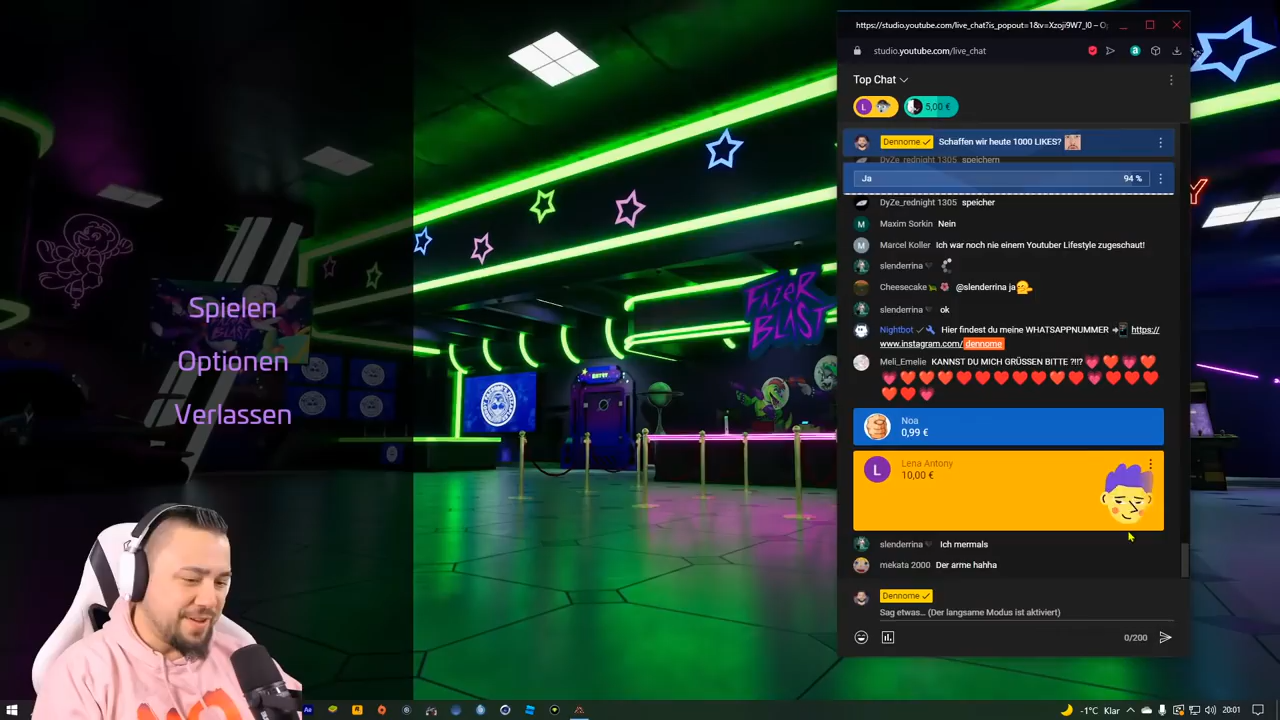 https://studio.youtube.com/live_chat?is_popout=1&v=Xzoji9W7_I0 – Op
studio.youtube.com/live_chat
Top Chat
L
5,00 €
Dennome Schaffen wir heute 1000 LIKES?
DyZe_rednight 1305 speichern
Ja 94 %
DyZe_rednight 1305 speicher
M Maxim Sorkin Nein
M Marcel Koller Ich war noch nie einem Youtuber Lifestyle zugeschaut!
slenderrina
Cheesecake @slenderrina ja
slenderrina ok
Nightbot Hier findest du meine WHATSAPPNUMMER https://
www.instagram.com/ dennome
Meli_Emelie KANNST DU MICH GRÜSSEN BITTE ?!!?
Noa
0,99 €
L Lena Antony
10,00 €
slenderrina Ich mermals
mekata 2000 Der arme hahha
Dennome
Sag etwas… (Der langsame Modus ist aktiviert)
0/200
Spielen
Optionen
Verlassen
FAZER
BLAST
-1°C Klar
20:01